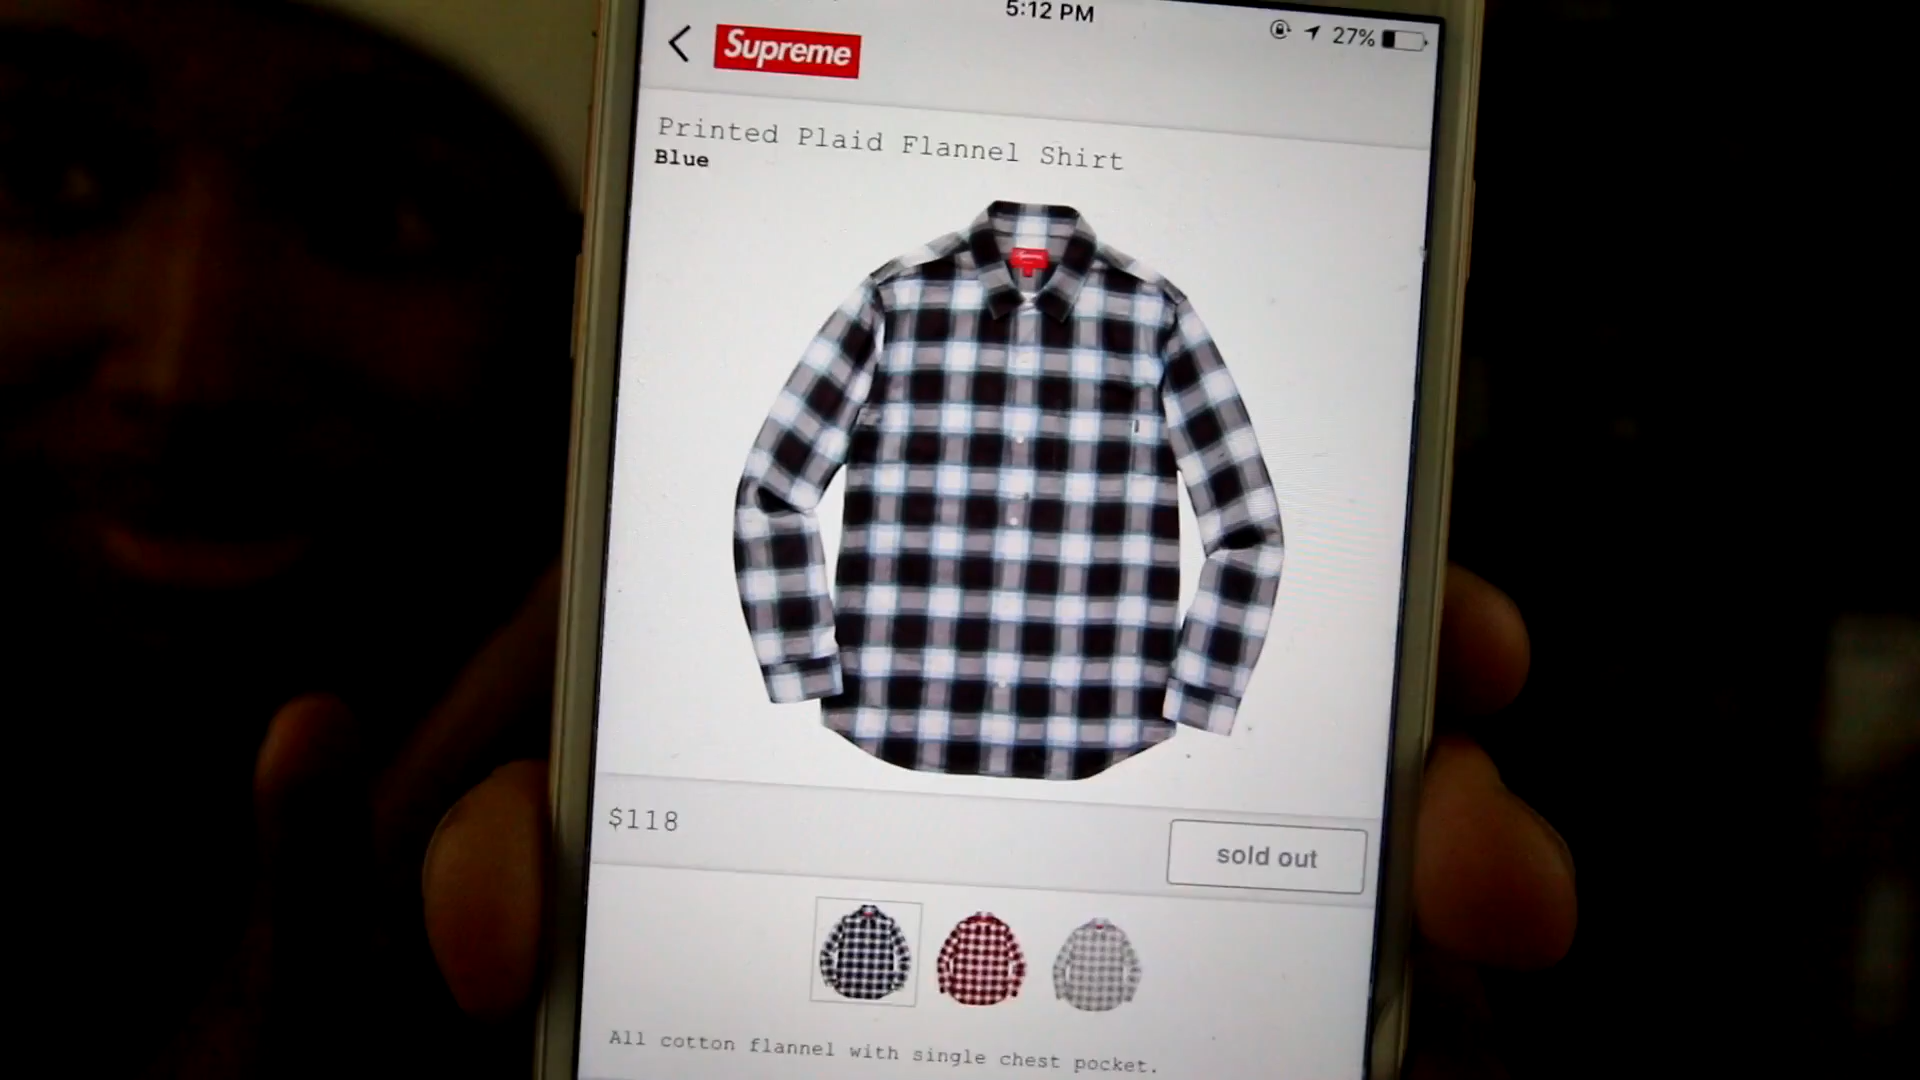 5:12 PM
27%
Supreme
Printed Plaid Flannel Shirt
Blue
Supreme
$118
sold out
All cotton flannel with single chest pocket.